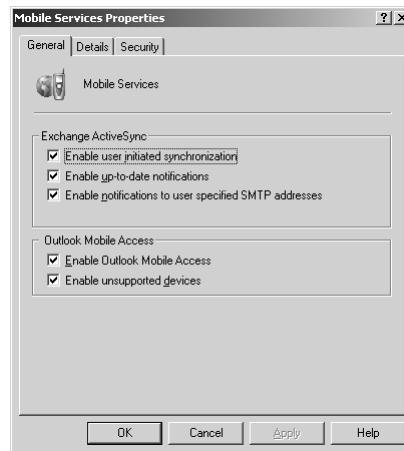 Mobile Services Properties ? ×
General Details Security
Mobile Services
Exchange ActiveSync
Enable user initiated synchronization
Enable up-to-date notifications
Enable notifications to user specified SMTP addresses
Outlook Mobile Access
Enable Outlook Mobile Access
Enable unsupported devices
OK Cancel Apply Help